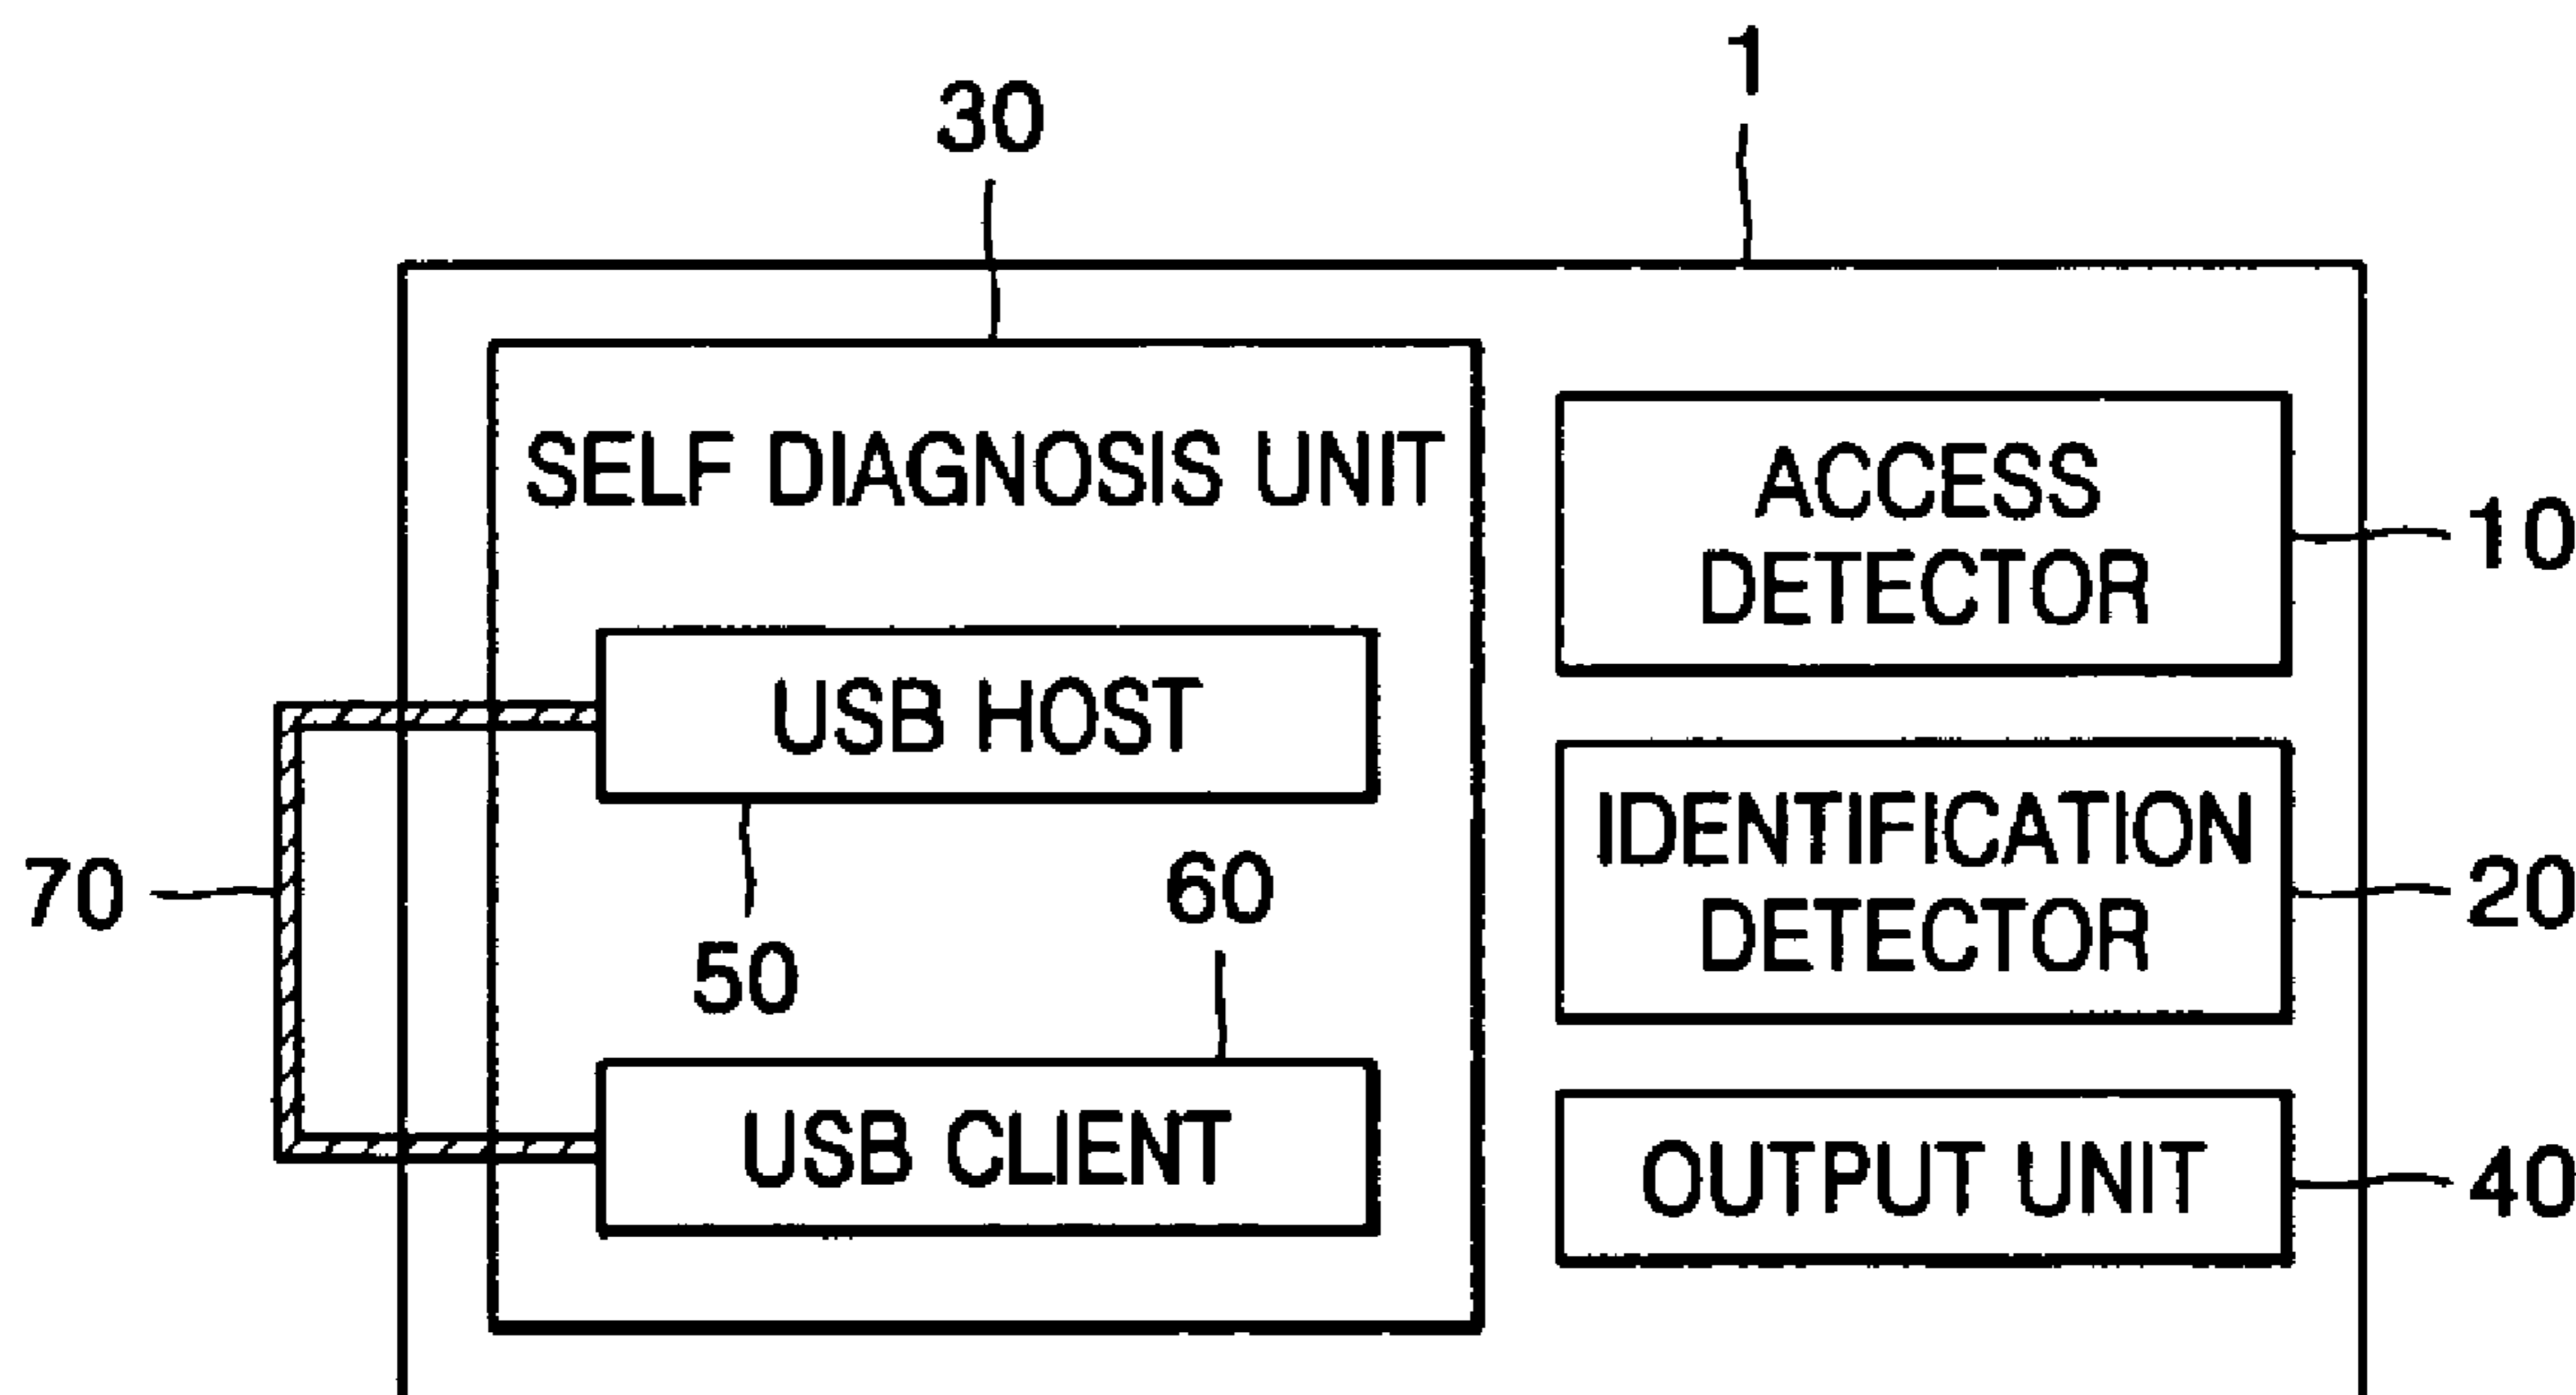 1
30
SELF DIAGNOSIS UNIT
ACCESS
DETECTOR
10
USB HOST
IDENTIFICATION
DETECTOR
20
70
50
60
USB CLIENT
OUTPUT UNIT
40